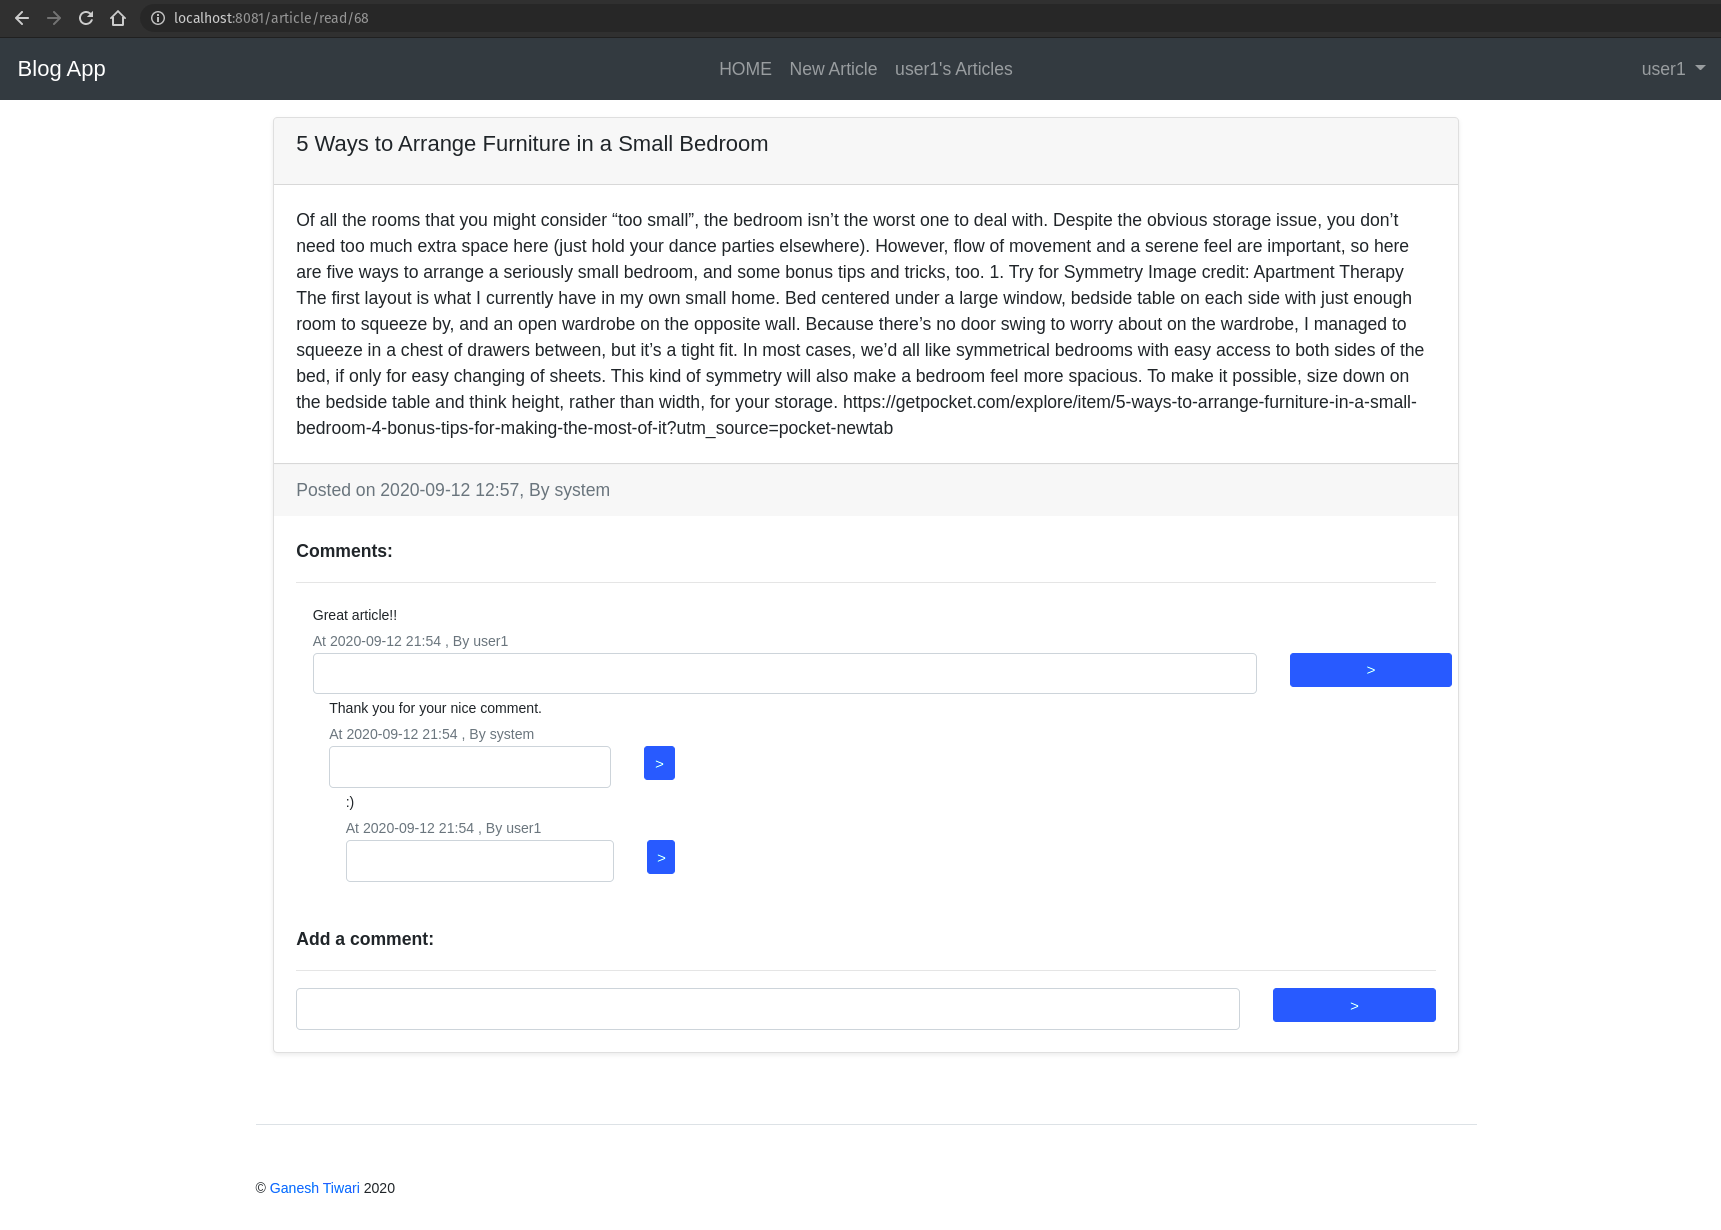 localhost:8081/article/read/68
Blog App HOME New Article user1's Articles user1
5 Ways to Arrange Furniture in a Small Bedroom
Of all the rooms that you might consider “too small”, the bedroom isn’t the worst one to deal with. Despite the obvious storage issue, you don’t
need too much extra space here (just hold your dance parties elsewhere). However, flow of movement and a serene feel are important, so here
are five ways to arrange a seriously small bedroom, and some bonus tips and tricks, too. 1. Try for Symmetry Image credit: Apartment Therapy
The first layout is what I currently have in my own small home. Bed centered under a large window, bedside table on each side with just enough
room to squeeze by, and an open wardrobe on the opposite wall. Because there’s no door swing to worry about on the wardrobe, I managed to
squeeze in a chest of drawers between, but it’s a tight fit. In most cases, we’d all like symmetrical bedrooms with easy access to both sides of the
bed, if only for easy changing of sheets. This kind of symmetry will also make a bedroom feel more spacious. To make it possible, size down on
the bedside table and think height, rather than width, for your storage. https://getpocket.com/explore/item/5-ways-to-arrange-furniture-in-a-small-
bedroom-4-bonus-tips-for-making-the-most-of-it?utm_source=pocket-newtab
Posted on 2020-09-12 12:57, By system
Comments:
Great article!!
At 2020-09-12 21:54 , By user1
>
Thank you for your nice comment.
At 2020-09-12 21:54 , By system
>
:)
At 2020-09-12 21:54 , By user1
>
Add a comment:
>
© Ganesh Tiwari 2020